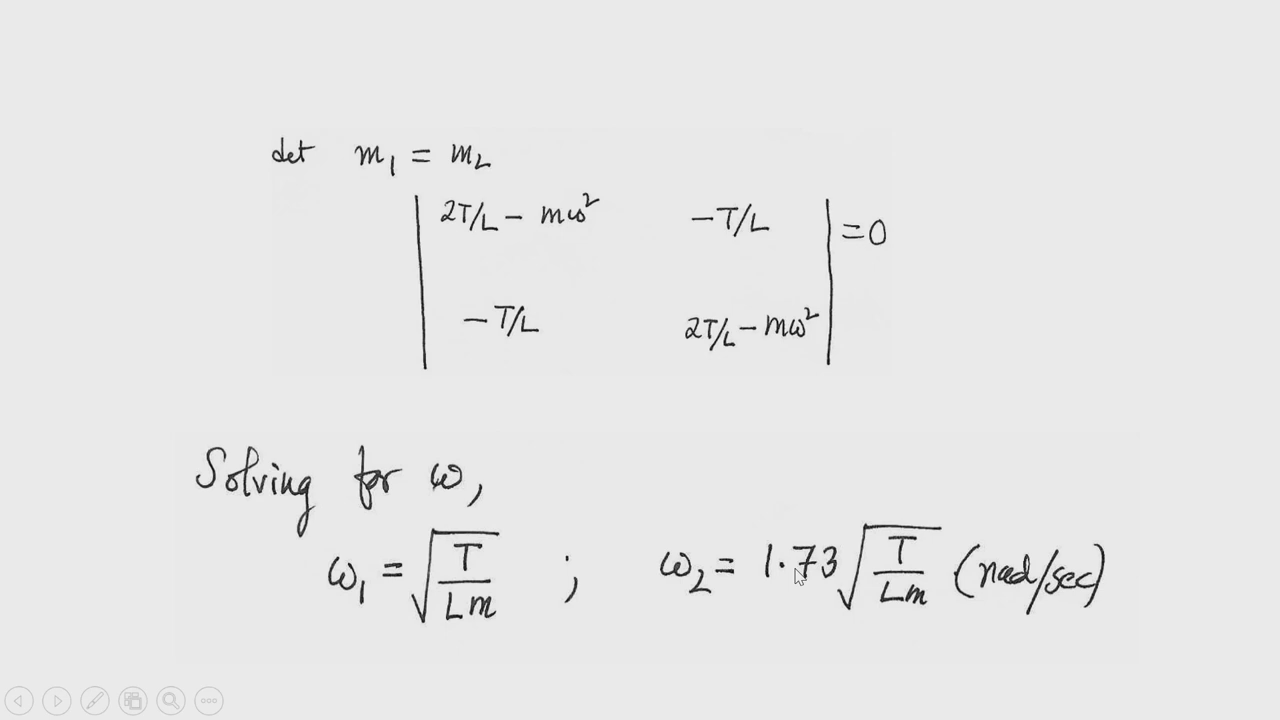 det m₁ = m₂
| 2T/L – mω² –T/L | = 0
| –T/L 2T/L – mω² |
Solving for ω,
ω₁ = √(T/Lm) ; ω₂ = 1.73 √(T/Lm) (rad/sec)